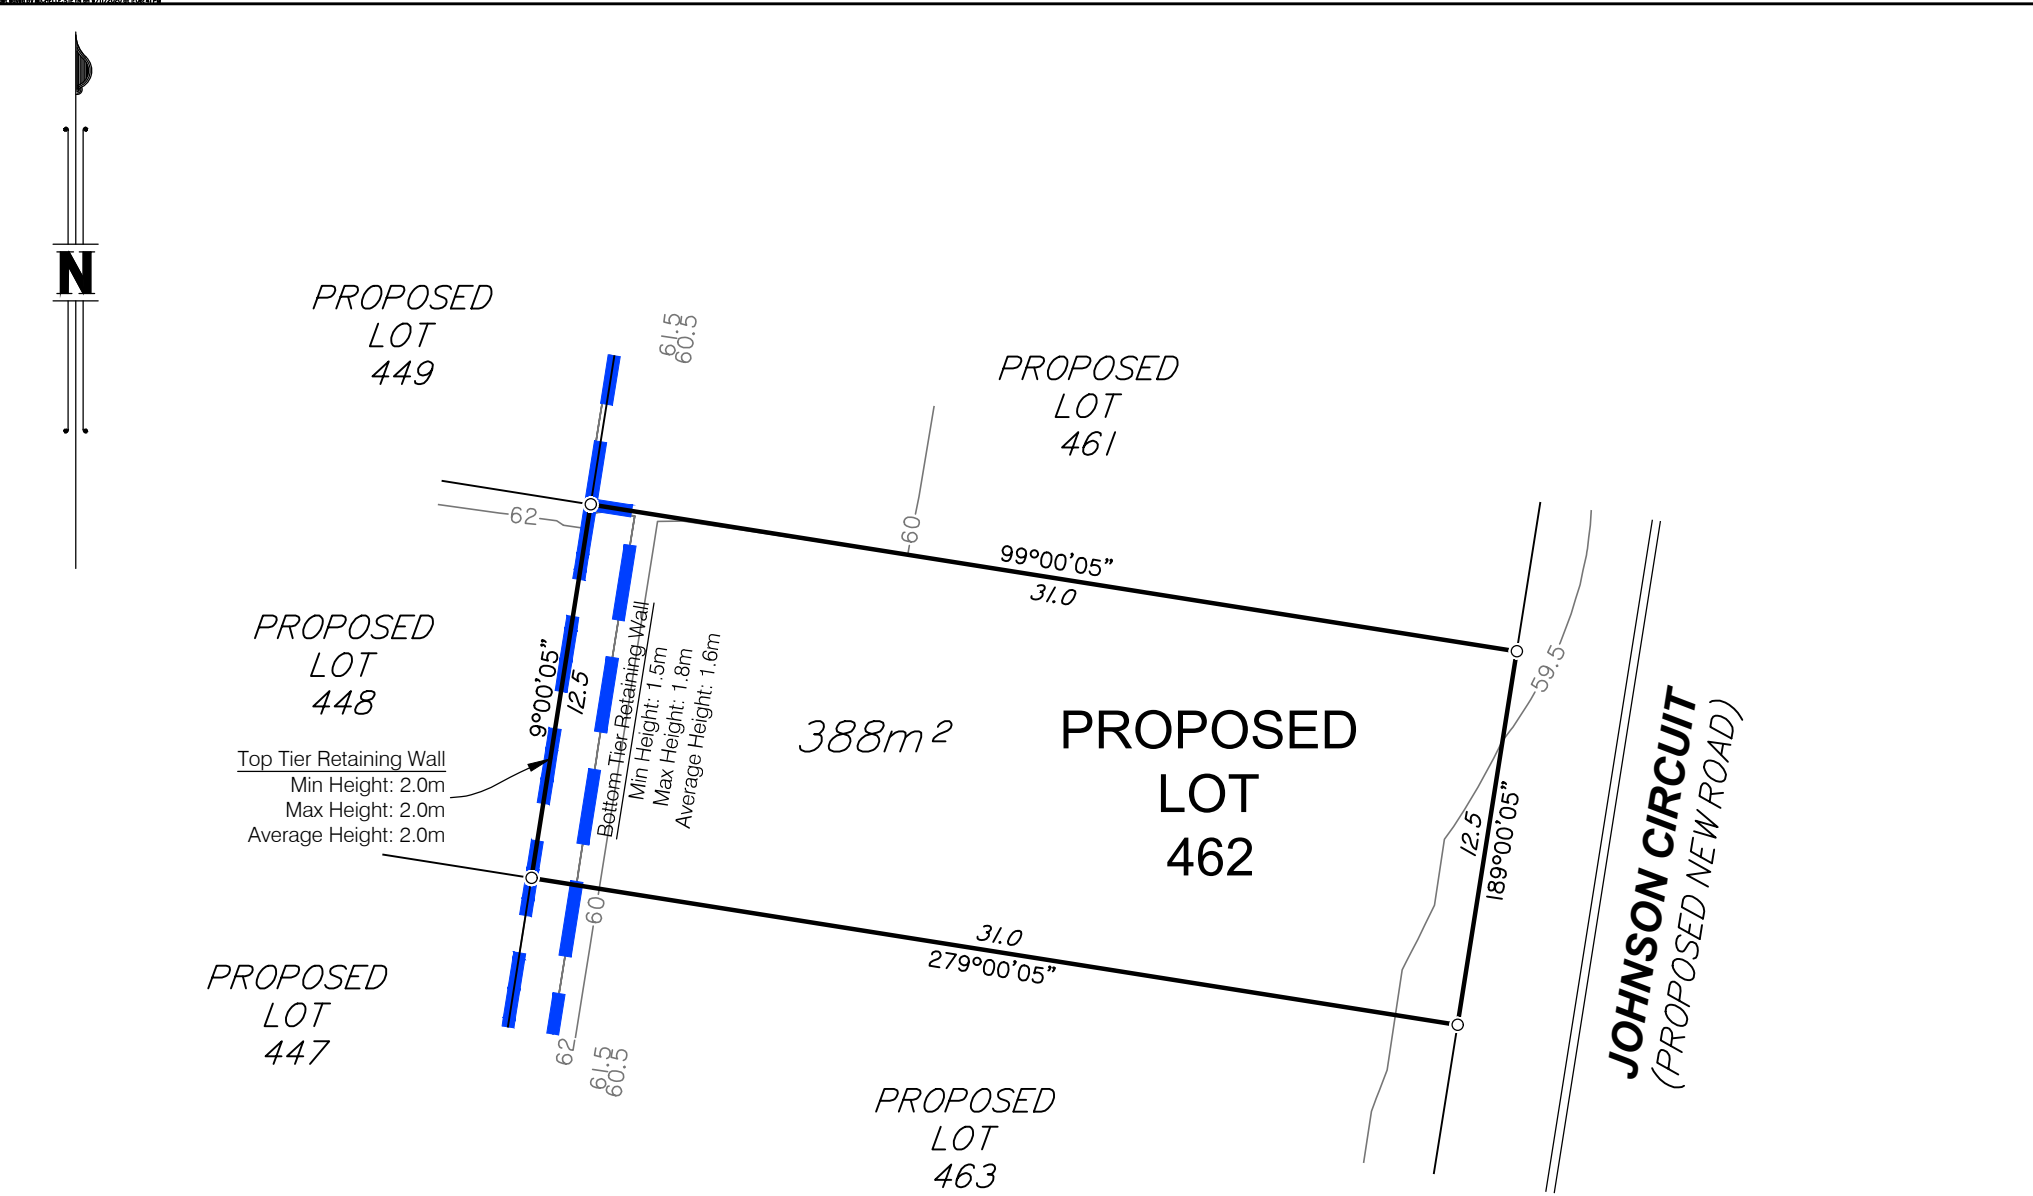 N
PROPOSED
LOT
449
61.5
60.5
PROPOSED
LOT
461
62
60
99°00'05"
31.0
PROPOSED
LOT
448
9°00'05"
12.5
Top Tier Retaining Wall
Min Height: 2.0m
Max Height: 2.0m
Average Height: 2.0m
Bottom Tier Retaining Wall
Min Height: 1.5m
Max Height: 1.8m
Average Height: 1.6m
388m²
PROPOSED
LOT
462
59.5
12.5
189°00'05"
JOHNSON CIRCUIT
(PROPOSED NEW ROAD)
60
31.0
279°00'05"
PROPOSED
LOT
447
62
61.5
60.5
PROPOSED
LOT
463